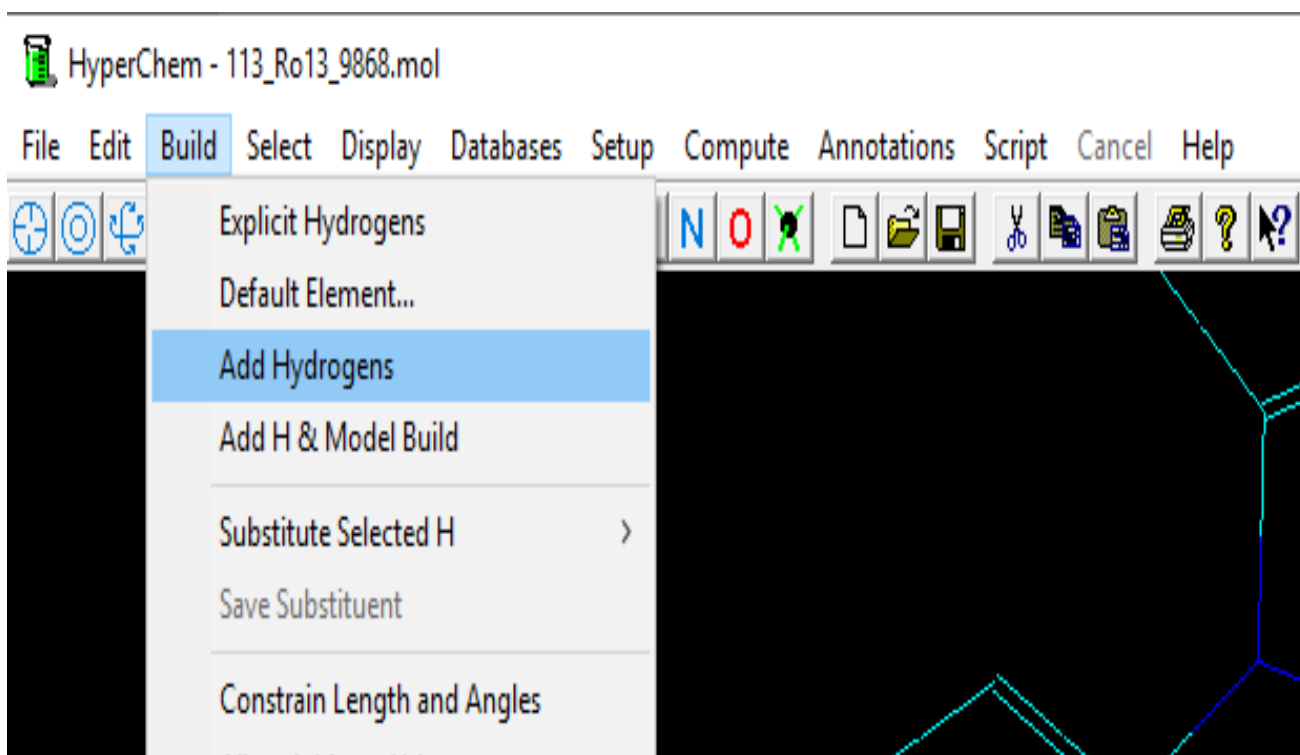 HyperChem - 113_Ro13_9868.mol
File Edit Build Select Display Databases Setup Compute Annotations Script Cancel Help
N O ? ?
Explicit Hydrogens
Default Element...
Add Hydrogens
Add H & Model Build
Substitute Selected H >
Save Substituent
Constrain Length and Angles